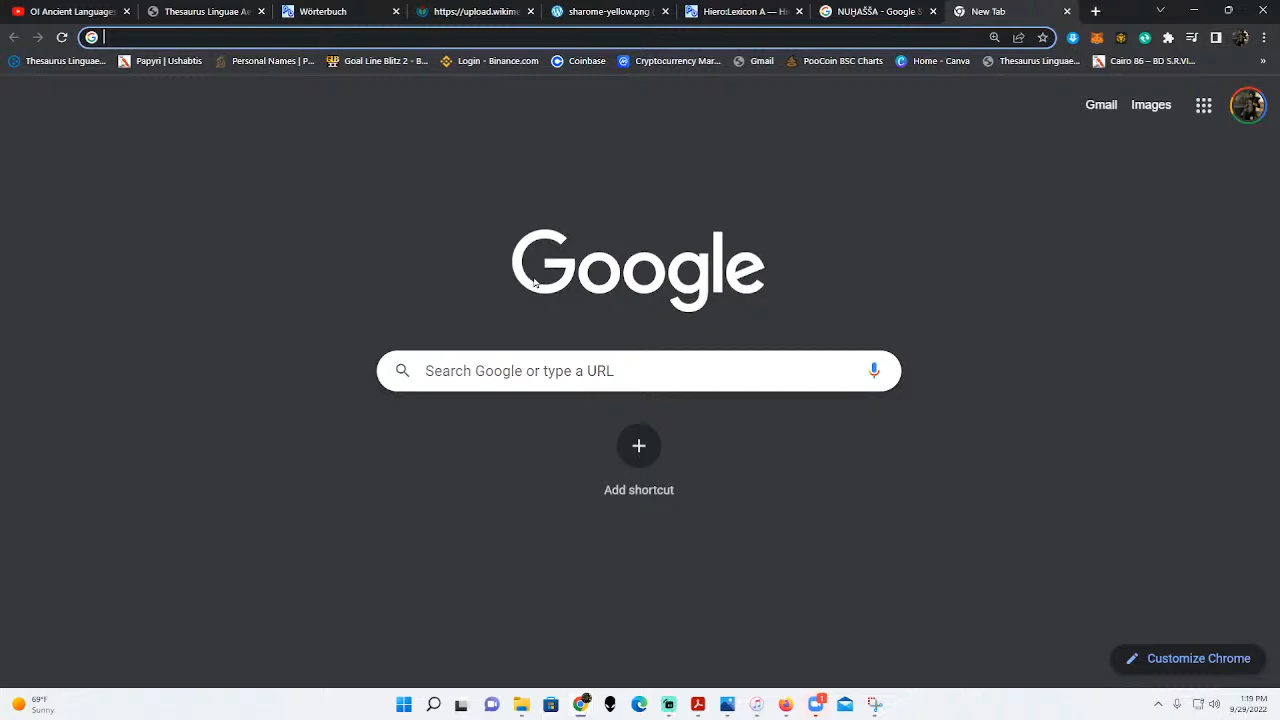 OI Ancient Languages
Thesaurus Linguae Ae
Wörterbuch
https://upload.wikime
sharome-yellow.png (
HieroLexicon A — Hi
NUḪAŠŠA - Google S
New Tab
Thesaurus Linguae...
Papyri | Ushabtis
Personal Names | P...
Goal Line Blitz 2 - B...
Login - Binance.com
Coinbase
Cryptocurrency Mar...
Gmail
PooCoin BSC Charts
Home - Canva
Thesaurus Linguae...
Cairo 86 – BD S.R.VI...
»
Gmail
Images
Google
Search Google or type a URL
Add shortcut
Customize Chrome
69°F
Sunny
1
1:19 PM
9/29/2022